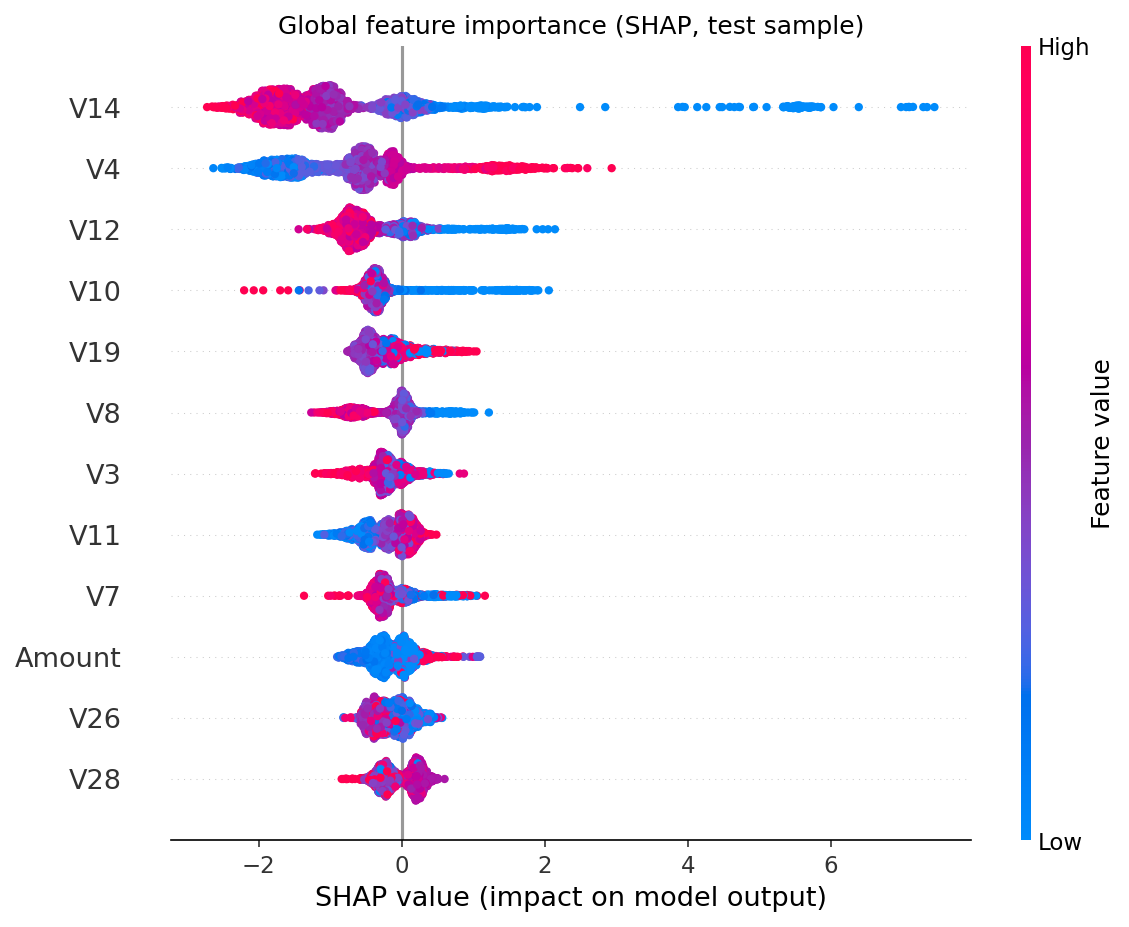 Global feature importance (SHAP, test sample)
High
V14
V4
V12
V10
V19
V8
V3
V11
V7
Amount
V26
V28
Feature value
Low
−2 0 2 4 6
SHAP value (impact on model output)